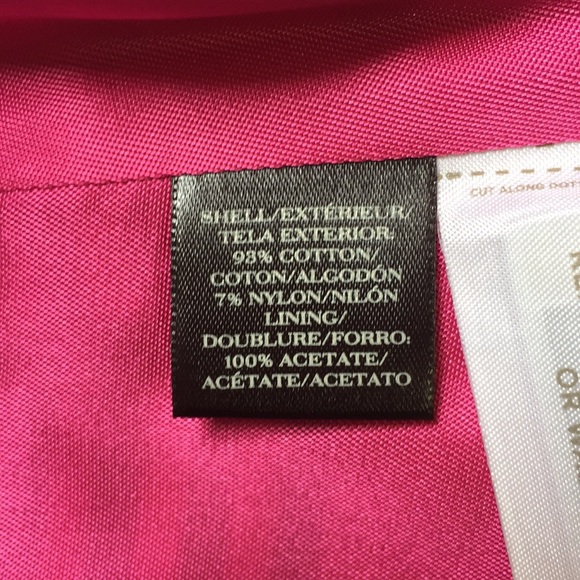 SHELL/EXTÉRIEUR/
TELA EXTERIOR:
93% COTTON/
COTON/ALGODÓN
7% NYLON/NILÓN
LINING/
DOUBLURE/FORRO:
100% ACETATE/
ACÉTATE/ACETATO
CUT ALONG
OR